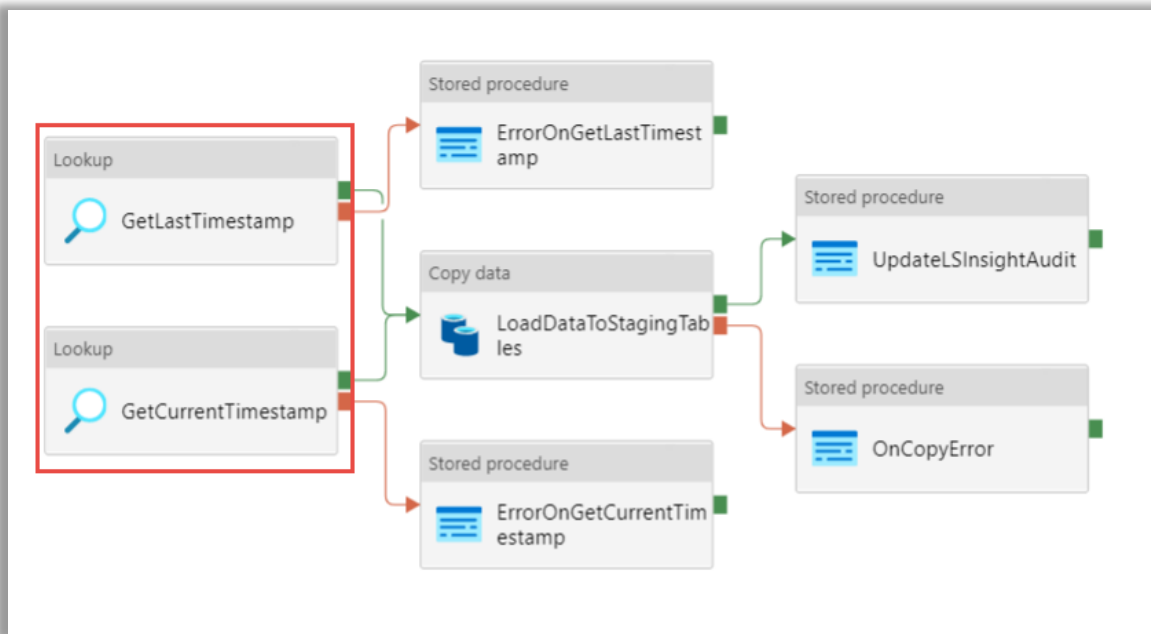 Lookup
GetLastTimestamp
Lookup
GetCurrentTimestamp
Stored procedure
ErrorOnGetLastTimest
amp
Copy data
LoadDataToStagingTab
les
Stored procedure
ErrorOnGetCurrentTim
estamp
Stored procedure
UpdateLSInsightAudit
Stored procedure
OnCopyError